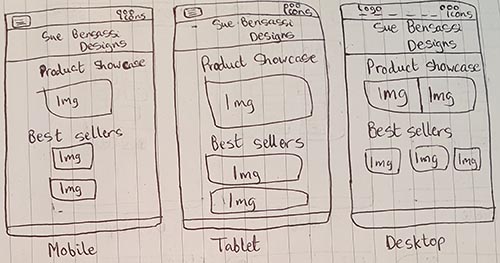 icons
Sue Bensassi
Designs
Product Showcase
Img
Best sellers
Img
Img
Mobile
icons
Sue Bensassi
Designs
Product Showcase
Img
Best sellers
Img
Img
Tablet
Logo
icons
Sue Bensassi
Designs
Product Showcase
Img
Img
Best sellers
Img
Img
Img
Desktop